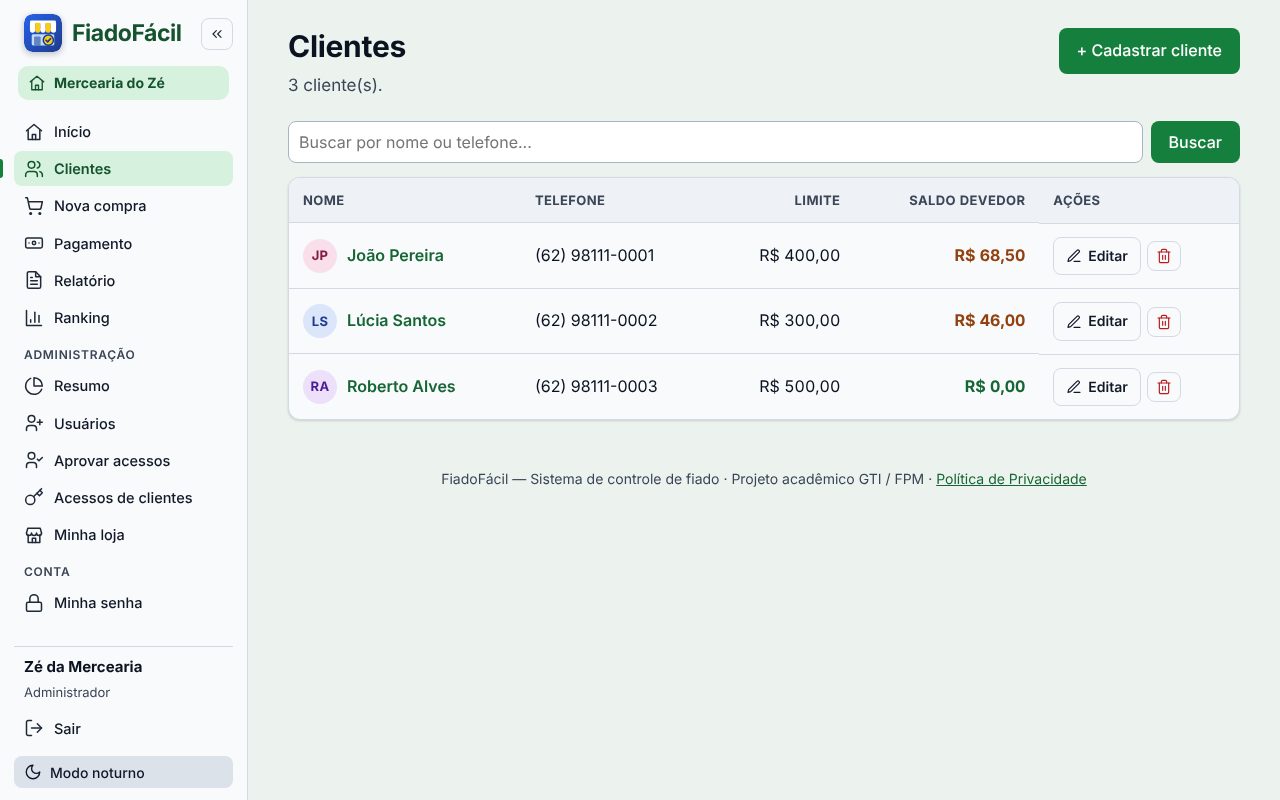 FiadoFácil
«
Mercearia do Zé
Início
Clientes
Nova compra
Pagamento
Relatório
Ranking
ADMINISTRAÇÃO
Resumo
Usuários
Aprovar acessos
Acessos de clientes
Minha loja
CONTA
Minha senha
Zé da Mercearia
Administrador
Sair
Modo noturno
Clientes
+ Cadastrar cliente
3 cliente(s).
Buscar por nome ou telefone...
Buscar
NOME TELEFONE LIMITE SALDO DEVEDOR AÇÕES
JP João Pereira (62) 98111-0001 R$ 400,00 R$ 68,50 Editar
LS Lúcia Santos (62) 98111-0002 R$ 300,00 R$ 46,00 Editar
RA Roberto Alves (62) 98111-0003 R$ 500,00 R$ 0,00 Editar
FiadoFácil — Sistema de controle de fiado · Projeto acadêmico GTI / FPM · Política de Privacidade